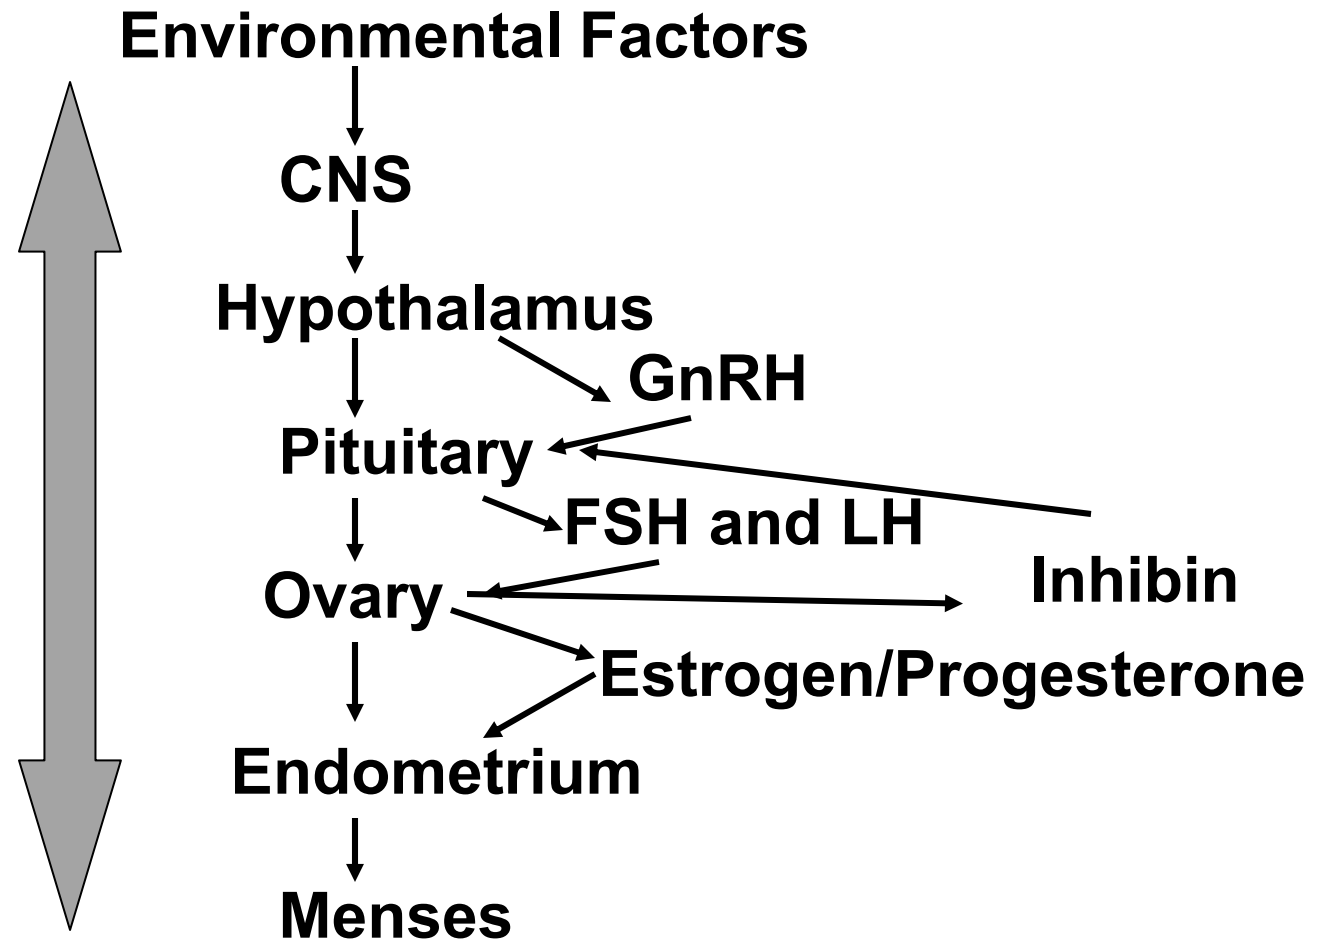 Environmental Factors
CNS
Hypothalamus
GnRH
Pituitary
FSH and LH
Inhibin
Ovary
Estrogen/Progesterone
Endometrium
Menses